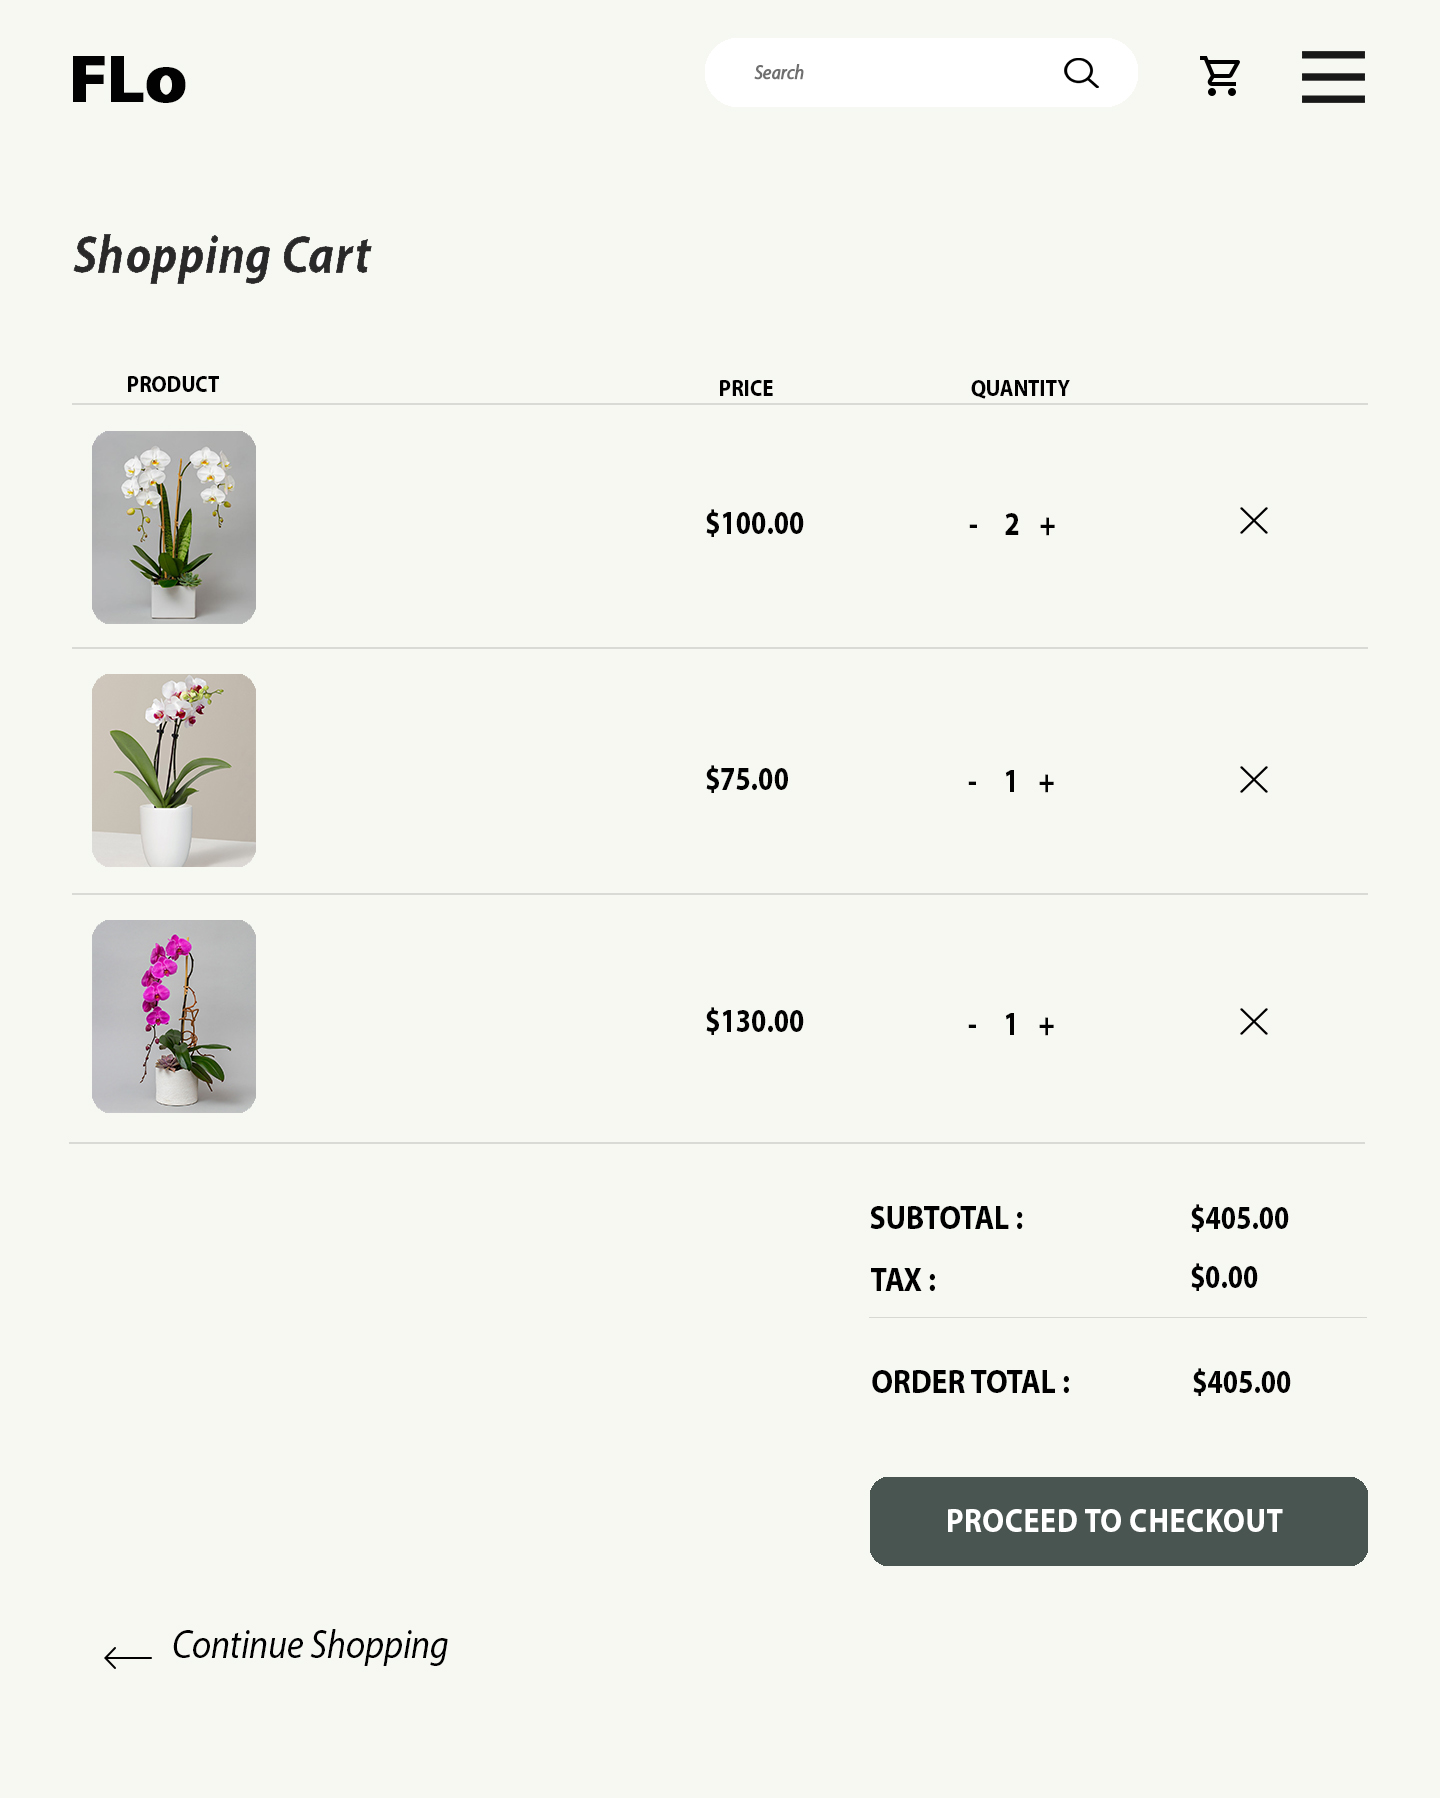 FLo
Search
Shopping Cart
PRODUCT PRICE QUANTITY
$100.00 - 2 +
$75.00 - 1 +
$130.00 - 1 +
SUBTOTAL : $405.00
TAX : $0.00
ORDER TOTAL : $405.00
PROCEED TO CHECKOUT
Continue Shopping